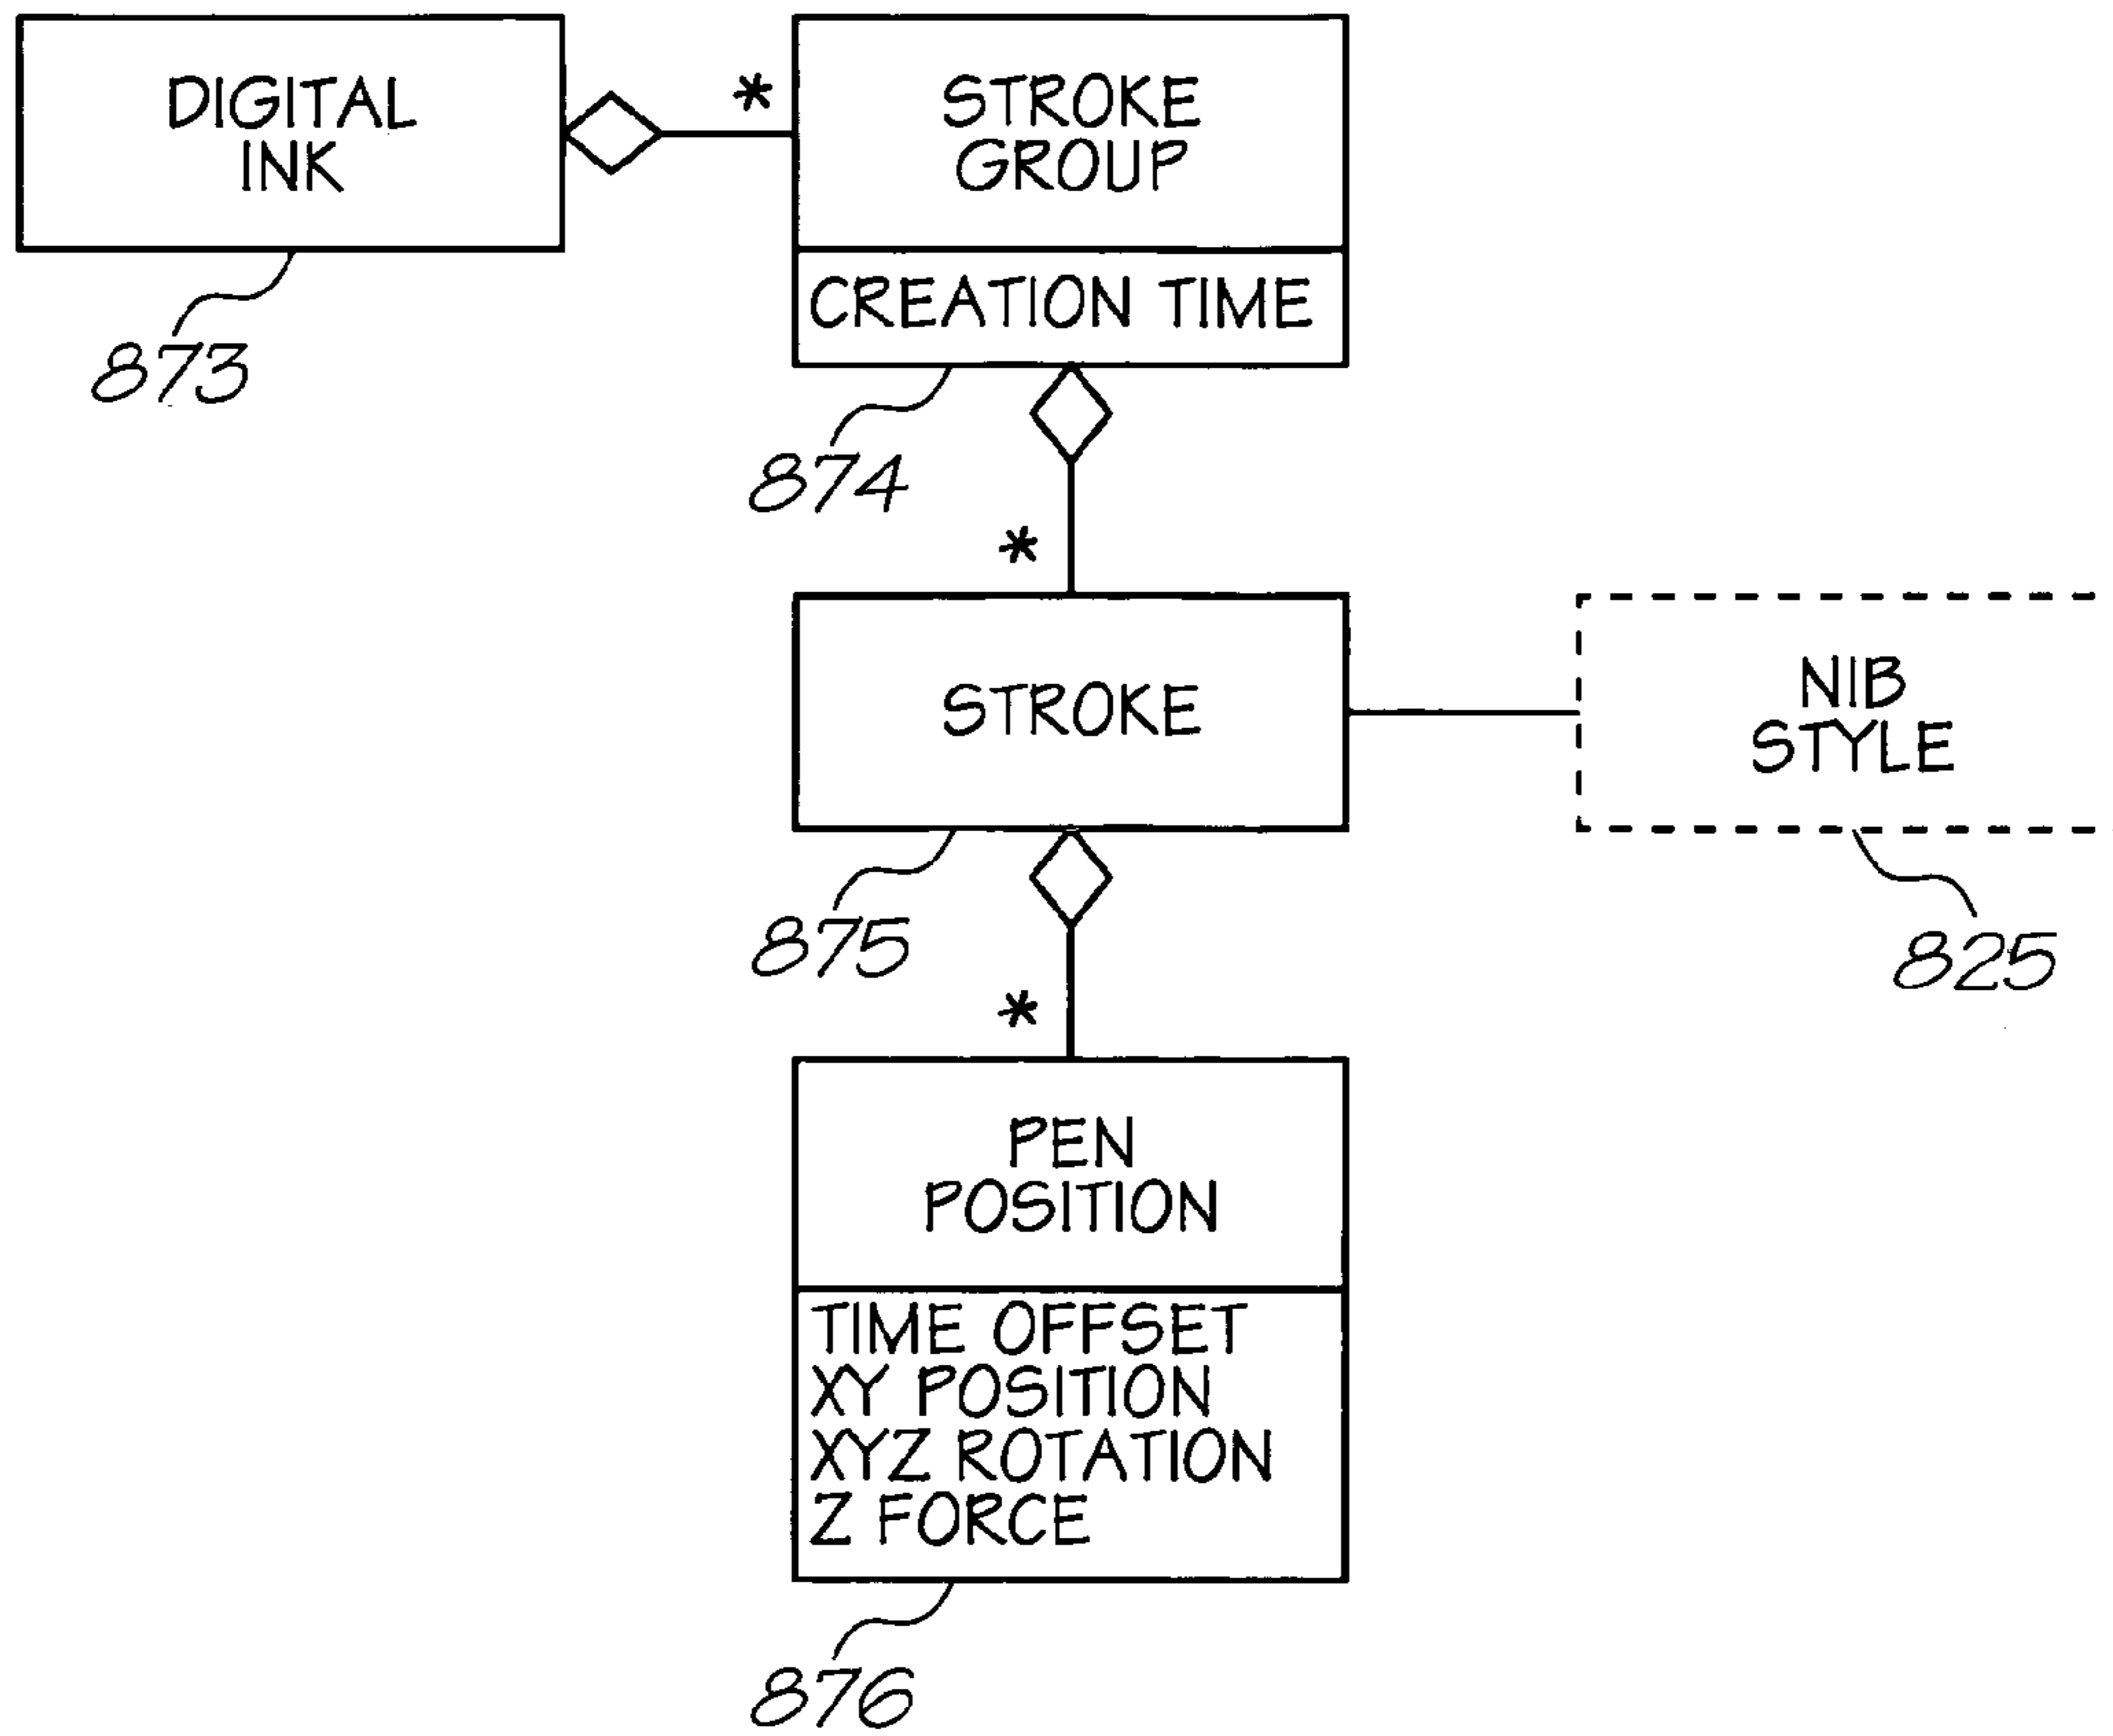 DIGITAL
INK
*
STROKE
GROUP
CREATION TIME
873
874
*
STROKE
NIB
STYLE
875
825
*
PEN
POSITION
TIME OFFSET
XY POSITION
XYZ ROTATION
Z FORCE
876